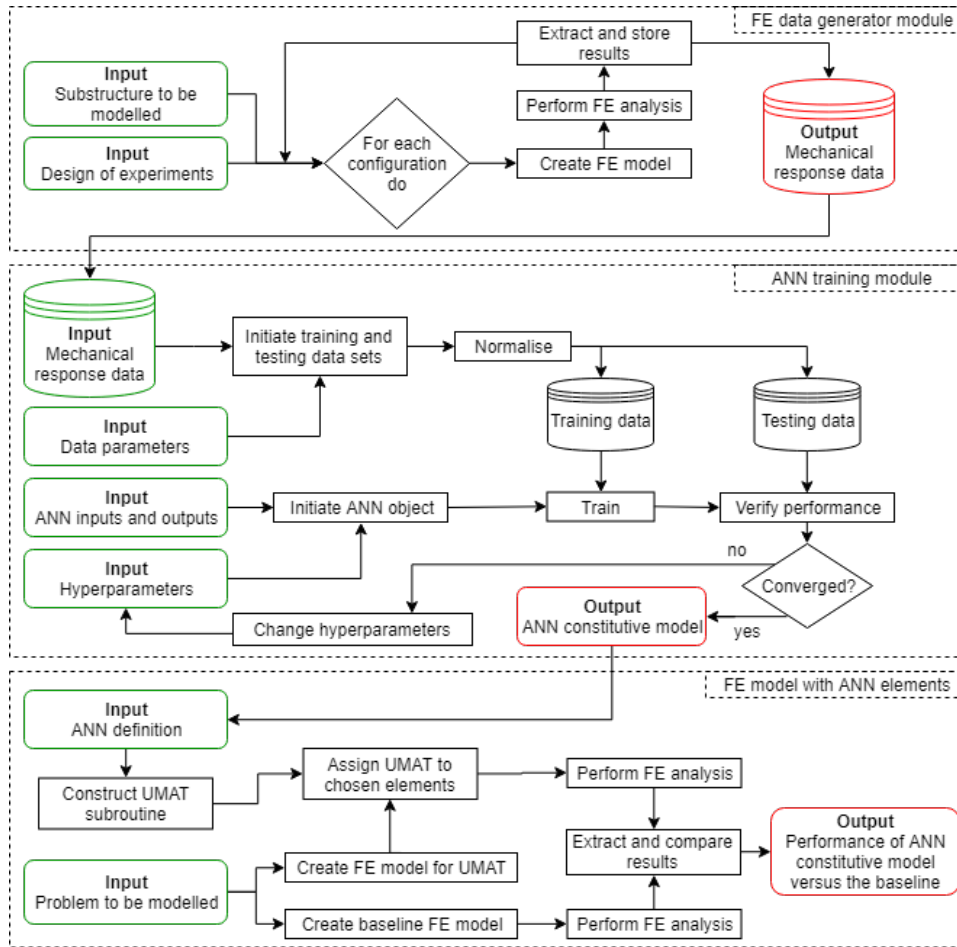 FE data generator module
Extract and store
results
Input
Substructure to be
modelled
Perform FE analysis
Output
Mechanical
response data
Input
Design of experiments
For each
configuration
do
Create FE model
ANN training module
Input
Mechanical
response data
Initiate training and
testing data sets
Normalise
Training data
Testing data
Input
Data parameters
Input
ANN inputs and outputs
Initiate ANN object
Train
Verify performance
no
Converged?
Input
Hyperparameters
Output
ANN constitutive model
yes
Change hyperparameters
FE model with ANN elements
Input
ANN definition
Construct UMAT
subroutine
Assign UMAT to
chosen elements
Perform FE analysis
Extract and compare
results
Output
Performance of ANN
constitutive model
versus the baseline
Input
Problem to be modelled
Create FE model for UMAT
Create baseline FE model
Perform FE analysis